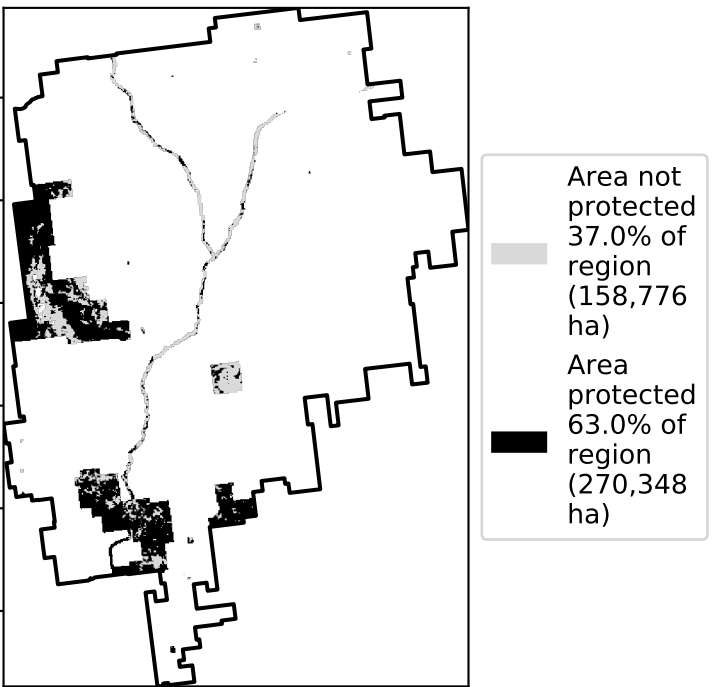 Area not
protected
37.0% of
region
(158,776
ha)
Area
protected
63.0% of
region
(270,348
ha)